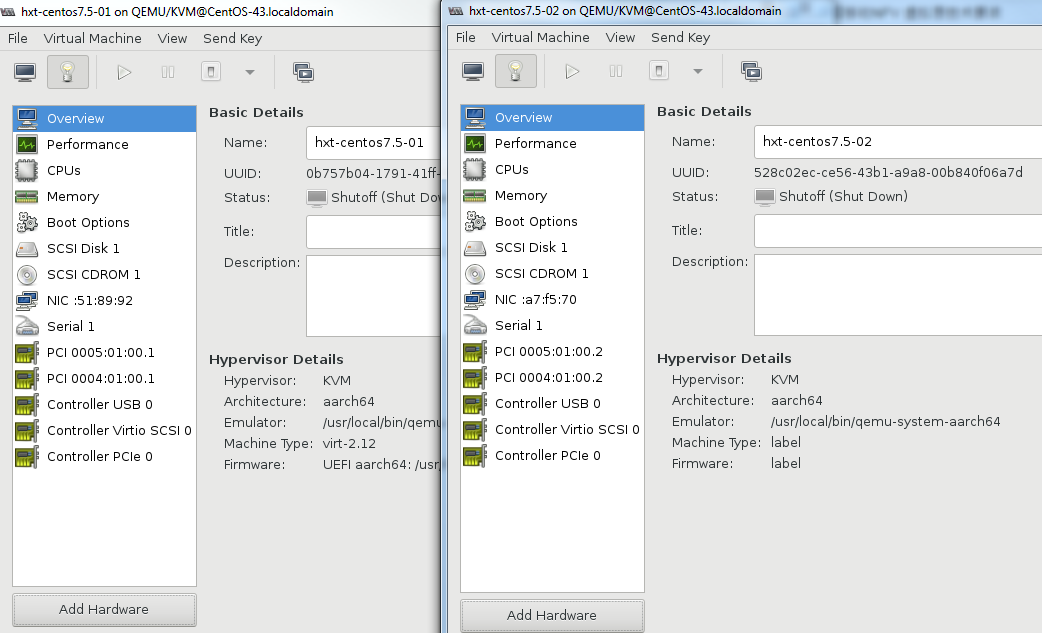 hxt-centos7.5-01 on QEMU/KVM@CentOS-43.localdomain
File Virtual Machine View Send Key
Overview
Performance
CPUs
Memory
Boot Options
SCSI Disk 1
SCSI CDROM 1
NIC :51:89:92
Serial 1
PCI 0005:01:00.1
PCI 0004:01:00.1
Controller USB 0
Controller Virtio SCSI 0
Controller PCIe 0
Add Hardware
Basic Details
Name: hxt-centos7.5-01
UUID: 0b757b04-1791-41ff-
Status: Shutoff (Shut Dow
Title:
Description:
Hypervisor Details
Hypervisor: KVM
Architecture: aarch64
Emulator: /usr/local/bin/qemu
Machine Type: virt-2.12
Firmware: UEFI aarch64: /usr
hxt-centos7.5-02 on QEMU/KVM@CentOS-43.localdomain
File Virtual Machine View Send Key
Overview
Performance
CPUs
Memory
Boot Options
SCSI Disk 1
SCSI CDROM 1
NIC :a7:f5:70
Serial 1
PCI 0005:01:00.2
PCI 0004:01:00.2
Controller USB 0
Controller Virtio SCSI 0
Controller PCIe 0
Add Hardware
Basic Details
Name: hxt-centos7.5-02
UUID: 528c02ec-ce56-43b1-a9a8-00b840f06a7d
Status: Shutoff (Shut Down)
Title:
Description:
Hypervisor Details
Hypervisor: KVM
Architecture: aarch64
Emulator: /usr/local/bin/qemu-system-aarch64
Machine Type: label
Firmware: label